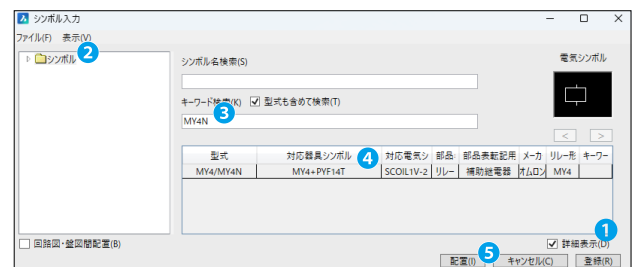 シンボル入力
ファイル(F) 表示(V)
2
シンボル
シンボル名検索(S)
電気シンボル
キーワード検索(K) 型式も含めて検索(T)
3
MY4N
< >
型式 対応器具シンボル 4 対応電気シ 部品 部品表転記用 メーカ リレー形 キーワー
MY4/MY4N MY4+PYF14T SCOIL1V-2 リレー 補助継電器 オムロン MY4
1
回路図・盤図間配置(B)
詳細表示(D)
5
配置(I) キャンセル(C) 登録(R)